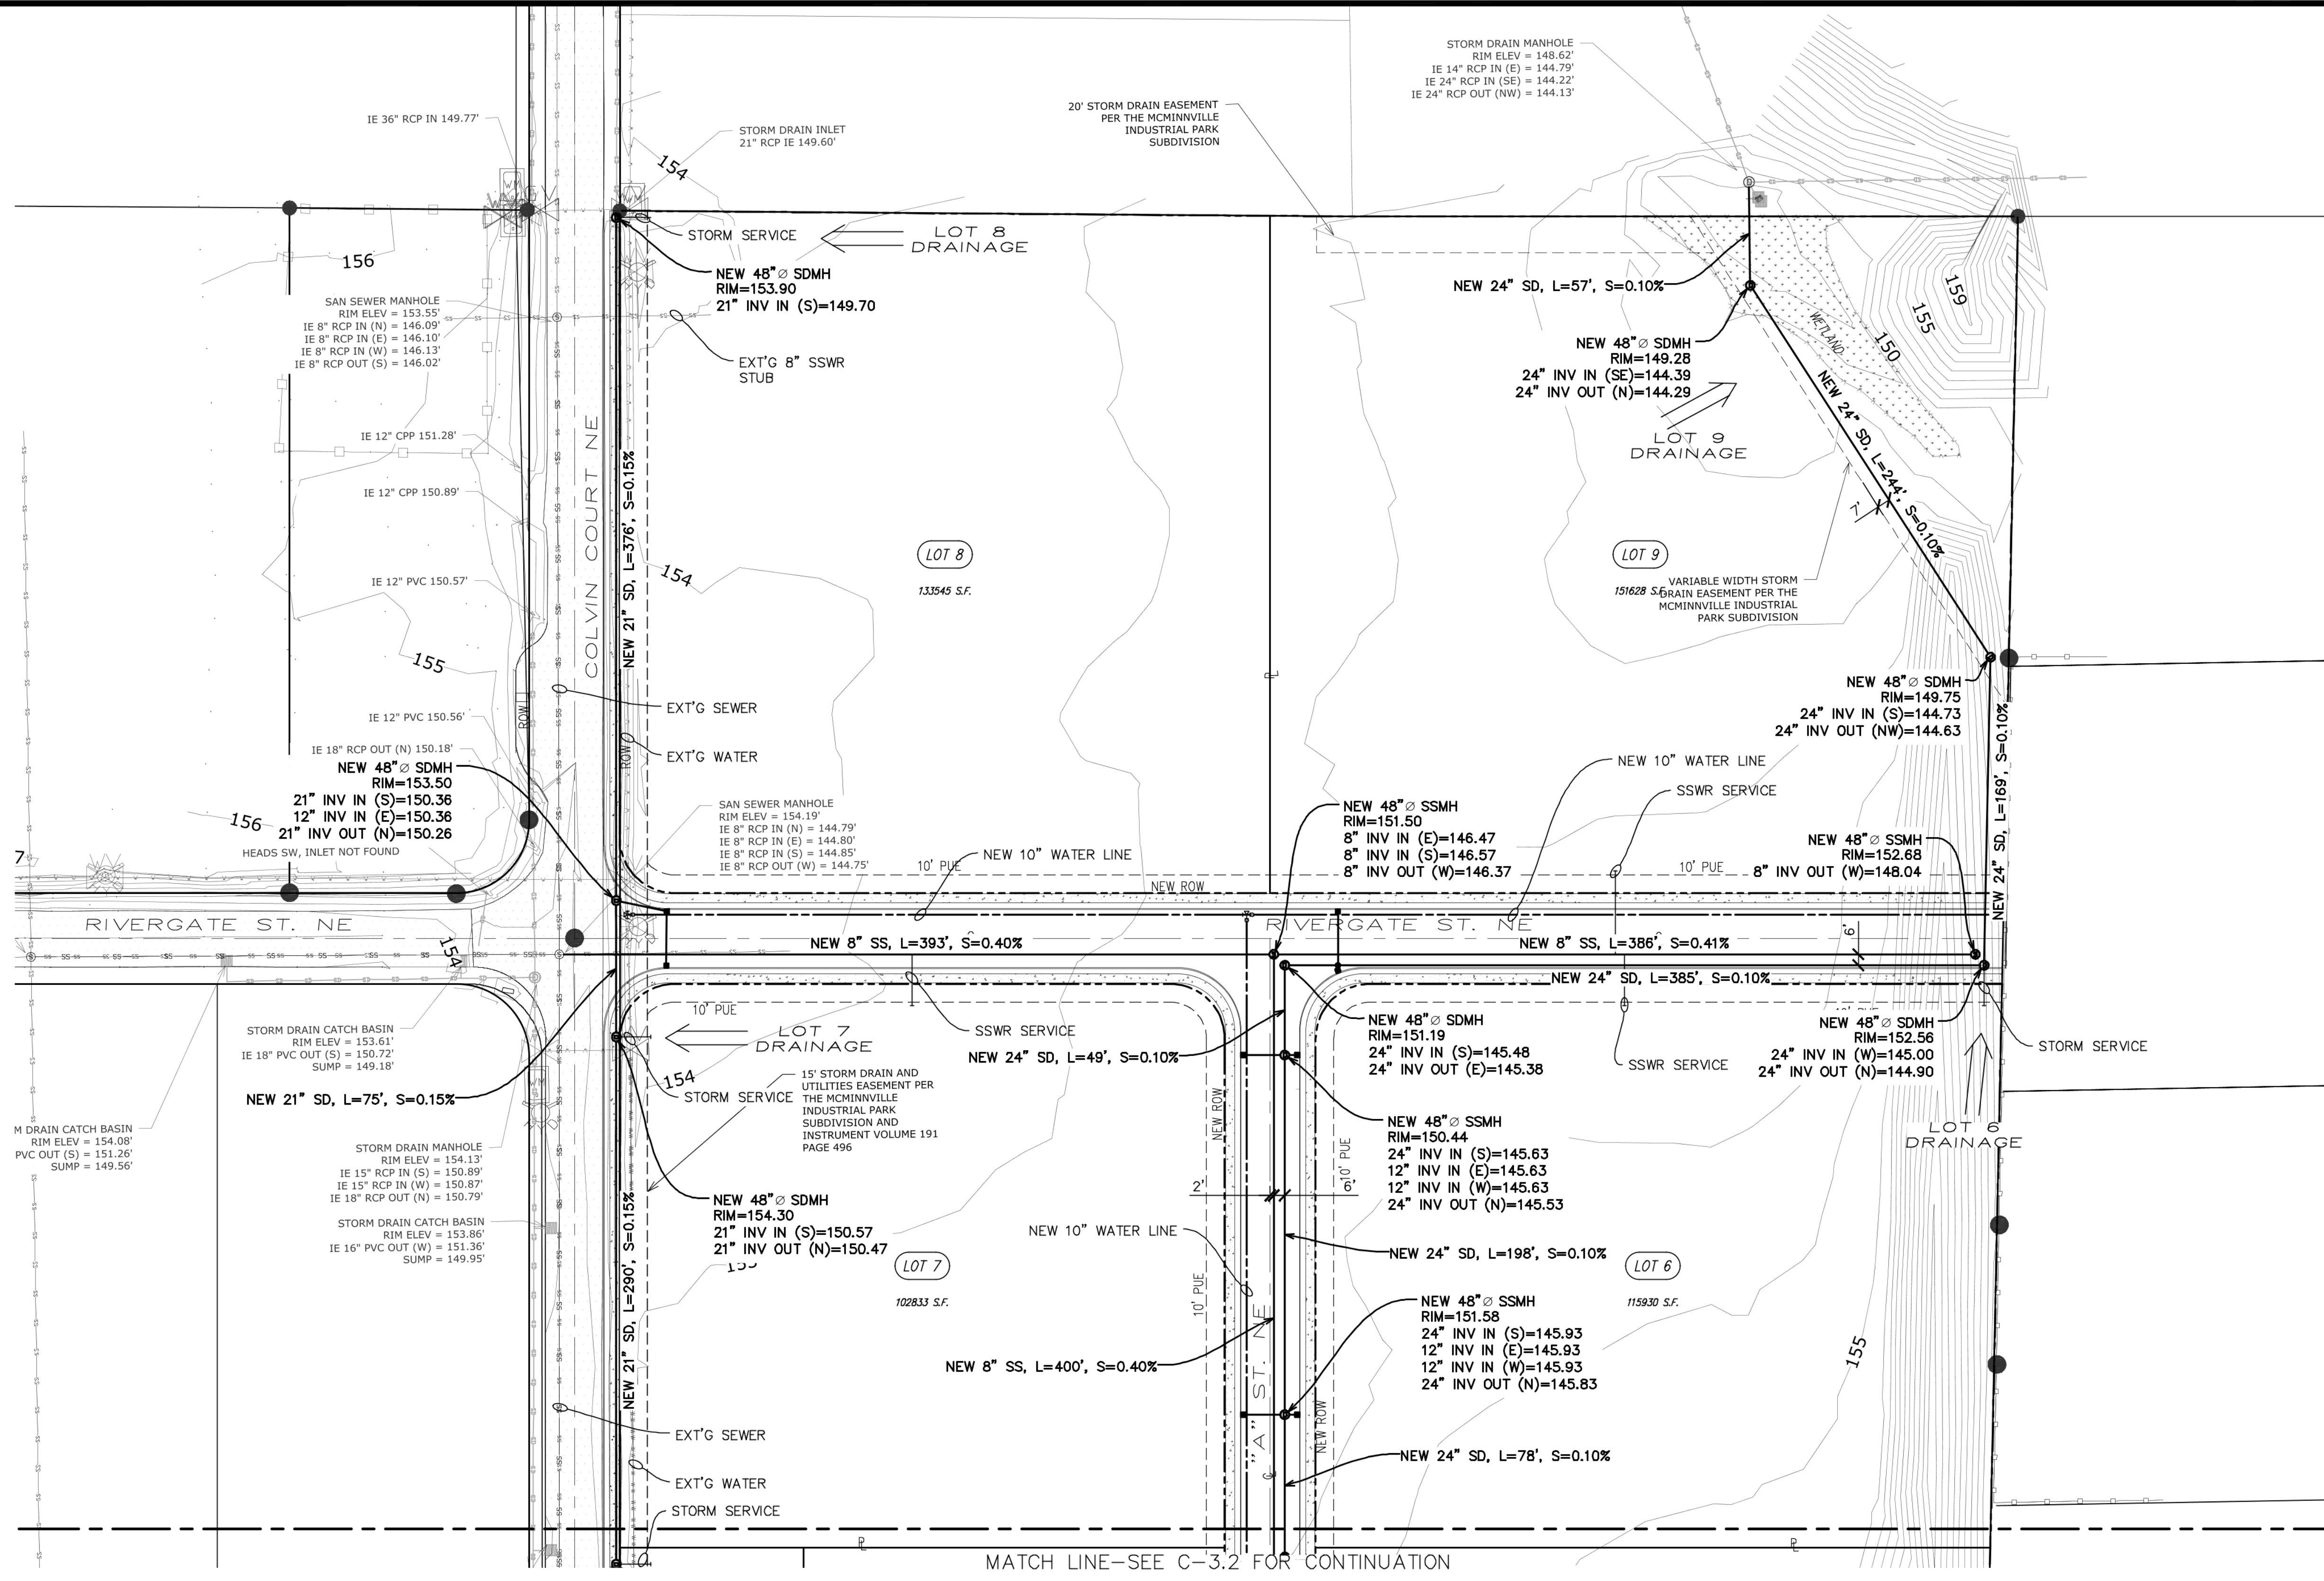 STORM DRAIN MANHOLE
RIM ELEV = 148.62'
IE 14" RCP IN (E) = 144.79'
IE 24" RCP IN (SE) = 144.22'
IE 24" RCP OUT (NW) = 144.13'
20' STORM DRAIN EASEMENT
PER THE MCMINNVILLE
INDUSTRIAL PARK
SUBDIVISION
IE 36" RCP IN 149.77'
STORM DRAIN INLET
21" RCP IE 149.60'
154
WM
156
STORM SERVICE
LOT 8
DRAINAGE
NEW 48"Ø SDMH
RIM=153.90
21" INV IN (S)=149.70
NEW 24" SD, L=57', S=0.10%
159
155
150
WETLAND
SAN SEWER MANHOLE
RIM ELEV = 153.55'
IE 8" RCP IN (N) = 146.09'
IE 8" RCP IN (E) = 146.10'
IE 8" RCP IN (W) = 146.13'
IE 8" RCP OUT (S) = 146.02'
EXT'G 8" SSWR
STUB
NEW 48"Ø SDMH
RIM=149.28
24" INV IN (SE)=144.39
24" INV OUT (N)=144.29
LOT 9
DRAINAGE
NEW 24" SD, L=244', S=0.10%
7'
IE 12" CPP 151.28'
IE 12" CPP 150.89'
IE 12" PVC 150.57'
COLVIN COURT NE
NEW 21" SD, L=376', S=0.15%
154
LOT 8
133545 S.F.
LOT 9
151628 S.F.
VARIABLE WIDTH STORM
DRAIN EASEMENT PER THE
MCMINNVILLE INDUSTRIAL
PARK SUBDIVISION
155
ROW
IE 12" PVC 150.56'
IE 18" RCP OUT (N) 150.18'
NEW 48"Ø SDMH
RIM=153.50
21" INV IN (S)=150.36
12" INV IN (E)=150.36
21" INV OUT (N)=150.26
HEADS SW, INLET NOT FOUND
156
7
EXT'G SEWER
EXT'G WATER
ROW
SAN SEWER MANHOLE
RIM ELEV = 154.19'
IE 8" RCP IN (N) = 144.79'
IE 8" RCP IN (E) = 144.80'
IE 8" RCP IN (S) = 144.85'
IE 8" RCP OUT (W) = 144.75'
10' PUE
NEW 10" WATER LINE
NEW ROW
NEW 48"Ø SSMH
RIM=151.50
8" INV IN (E)=146.47
8" INV IN (S)=146.57
8" INV OUT (W)=146.37
NEW 10" WATER LINE
SSWR SERVICE
NEW 48"Ø SDMH
RIM=149.75
24" INV IN (S)=144.73
24" INV OUT (NW)=144.63
NEW 24" SD, L=169', S=0.10%
NEW 48"Ø SSMH
RIM=152.68
8" INV OUT (W)=148.04
10' PUE
RIVERGATE ST. NE
RIVERGATE ST. NE
154
NEW 8" SS, L=393', S=0.40%
NEW 8" SS, L=386', S=0.41%
6'
NEW 24" SD, L=385', S=0.10%
10' PUE
LOT 7
DRAINAGE
SSWR SERVICE
NEW 24" SD, L=49', S=0.10%
NEW 48"Ø SDMH
RIM=151.19
24" INV IN (S)=145.48
24" INV OUT (E)=145.38
SSWR SERVICE
NEW 48"Ø SDMH
RIM=152.56
24" INV IN (W)=145.00
24" INV OUT (N)=144.90
STORM SERVICE
STORM DRAIN CATCH BASIN
RIM ELEV = 153.61'
IE 18" PVC OUT (S) = 150.72'
SUMP = 149.18'
NEW 21" SD, L=75', S=0.15%
WM
154
STORM SERVICE
15' STORM DRAIN AND
UTILITIES EASEMENT PER
THE MCMINNVILLE
INDUSTRIAL PARK
SUBDIVISION AND
INSTRUMENT VOLUME 191
PAGE 496
M DRAIN CATCH BASIN
RIM ELEV = 154.08'
PVC OUT (S) = 151.26'
SUMP = 149.56'
STORM DRAIN MANHOLE
RIM ELEV = 154.13'
IE 15" RCP IN (S) = 150.89'
IE 15" RCP IN (W) = 150.87'
IE 18" RCP OUT (N) = 150.79'
STORM DRAIN CATCH BASIN
RIM ELEV = 153.86'
IE 16" PVC OUT (W) = 151.36'
SUMP = 149.95'
NEW 48"Ø SDMH
RIM=154.30
21" INV IN (S)=150.57
21" INV OUT (N)=150.47
NEW ROW
10' PUE
NEW 48"Ø SSMH
RIM=150.44
24" INV IN (S)=145.63
12" INV IN (E)=145.63
12" INV IN (W)=145.63
24" INV OUT (N)=145.53
LOT 6
DRAINAGE
2'
6'
NEW 10" WATER LINE
10' PUE
NEW 24" SD, L=198', S=0.10%
LOT 7
102833 S.F.
LOT 6
115930 S.F.
NEW 21" SD, L=290', S=0.15%
NEW 48"Ø SSMH
RIM=151.58
24" INV IN (S)=145.93
12" INV IN (E)=145.93
12" INV IN (W)=145.93
24" INV OUT (N)=145.83
NEW 8" SS, L=400', S=0.40%
"A" ST. NE
NEW ROW
155
EXT'G SEWER
EXT'G WATER
STORM SERVICE
NEW 24" SD, L=78', S=0.10%
MATCH LINE-SEE C-3.2 FOR CONTINUATION